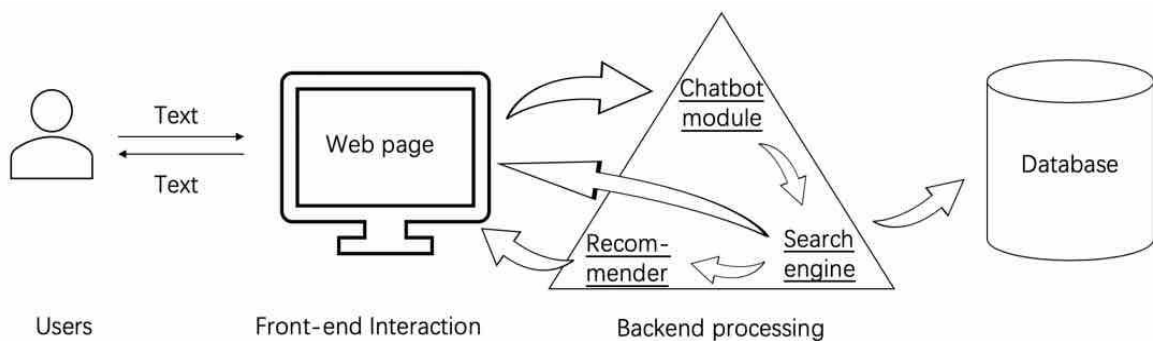 Text
Text
Web page
Chatbot
module
Recom-
mender
Search
engine
Database
Users
Front-end Interaction
Backend processing